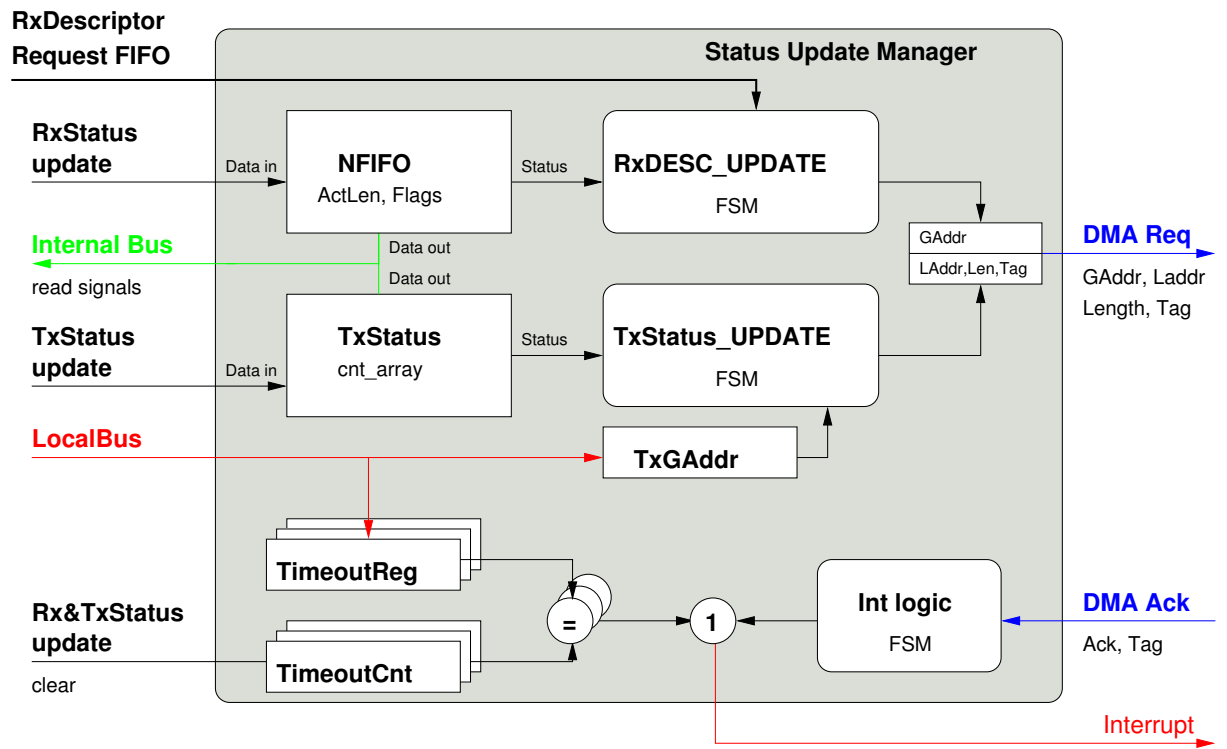 RxDescriptor
Request FIFO
Status Update Manager
RxStatus
update
Data in
NFIFO
ActLen, Flags
Status
RxDESC_UPDATE
FSM
Internal Bus
read signals
Data out
Data out
GAddr
LAddr,Len,Tag
DMA Req
GAddr, Laddr
Length, Tag
TxStatus
update
Data in
TxStatus
cnt_array
Status
TxStatus_UPDATE
FSM
LocalBus
TxGAddr
TimeoutReg
Rx&TxStatus
update
clear
TimeoutCnt
=
1
Int logic
FSM
DMA Ack
Ack, Tag
Interrupt